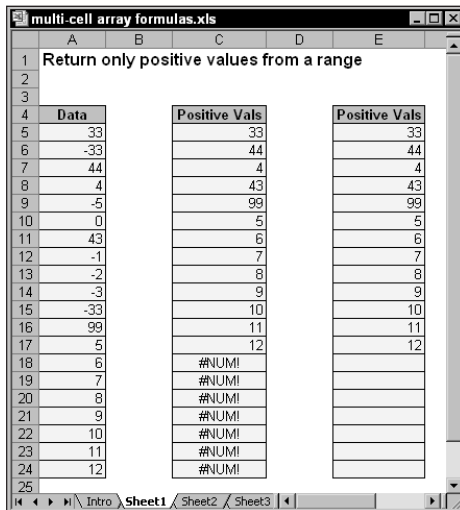 multi-cell array formulas.xls
A B C D E
1 Return only positive values from a range
2
3
4 Data Positive Vals Positive Vals
5 33 33 33
6 -33 44 44
7 44 4 4
8 4 43 43
9 -5 99 99
10 0 5 5
11 43 6 6
12 -1 7 7
13 -2 8 8
14 -3 9 9
15 -33 10 10
16 99 11 11
17 5 12 12
18 6 #NUM!
19 7 #NUM!
20 8 #NUM!
21 9 #NUM!
22 10 #NUM!
23 11 #NUM!
24 12 #NUM!
25
Intro Sheet1 Sheet2 Sheet3